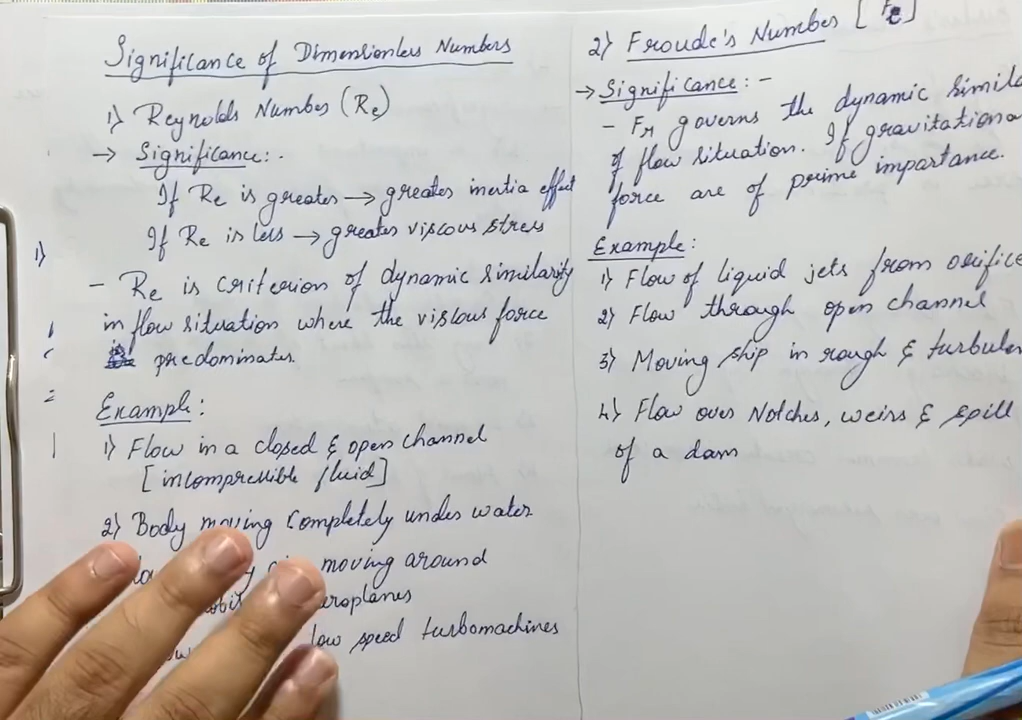 Significance of Dimensionless Numbers
1) Reynolds Number (Re)
→ Significance:-
If Re is greater → greater inertia effect
If Re is less → greater viscous stress
1)
- Re is criterion of dynamic similarity
in flow situation where the viscous force
predominates.
Example:
1) Flow in a closed & open channel
[incompressible fluid]
2) Body moving completely under water
moving around
aeroplanes
low speed turbomachines
2) Froude's Number [Fr]
→ Significance:-
- Fr governs the dynamic simila
of flow situation. If gravitationa
force are of prime importance.
Example:
1) Flow of liquid jets from orifice
2) Flow through open channel
3) Moving ship in rough & turbulen
4) Flow over Notches, weirs & spill
of a dam